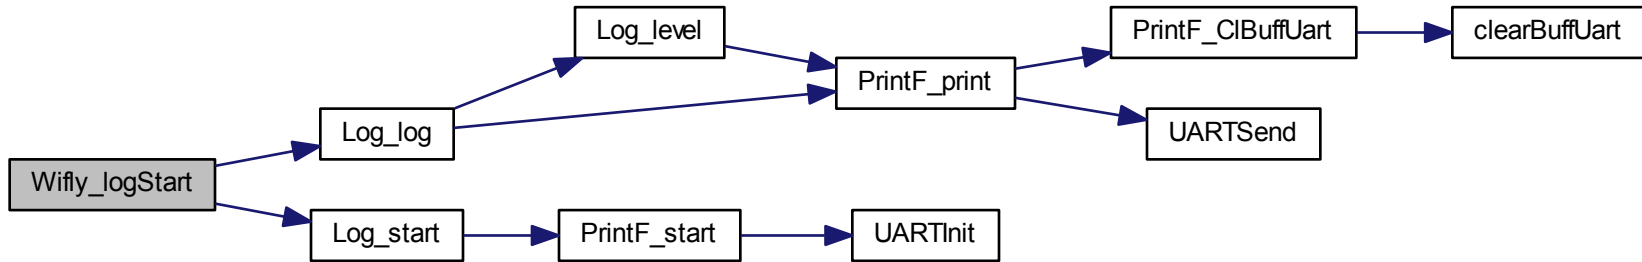 Wifly_logStart
Log_log
Log_level
Log_start
PrintF_print
PrintF_start
PrintF_ClBuffUart
UARTSend
UARTInit
clearBuffUart